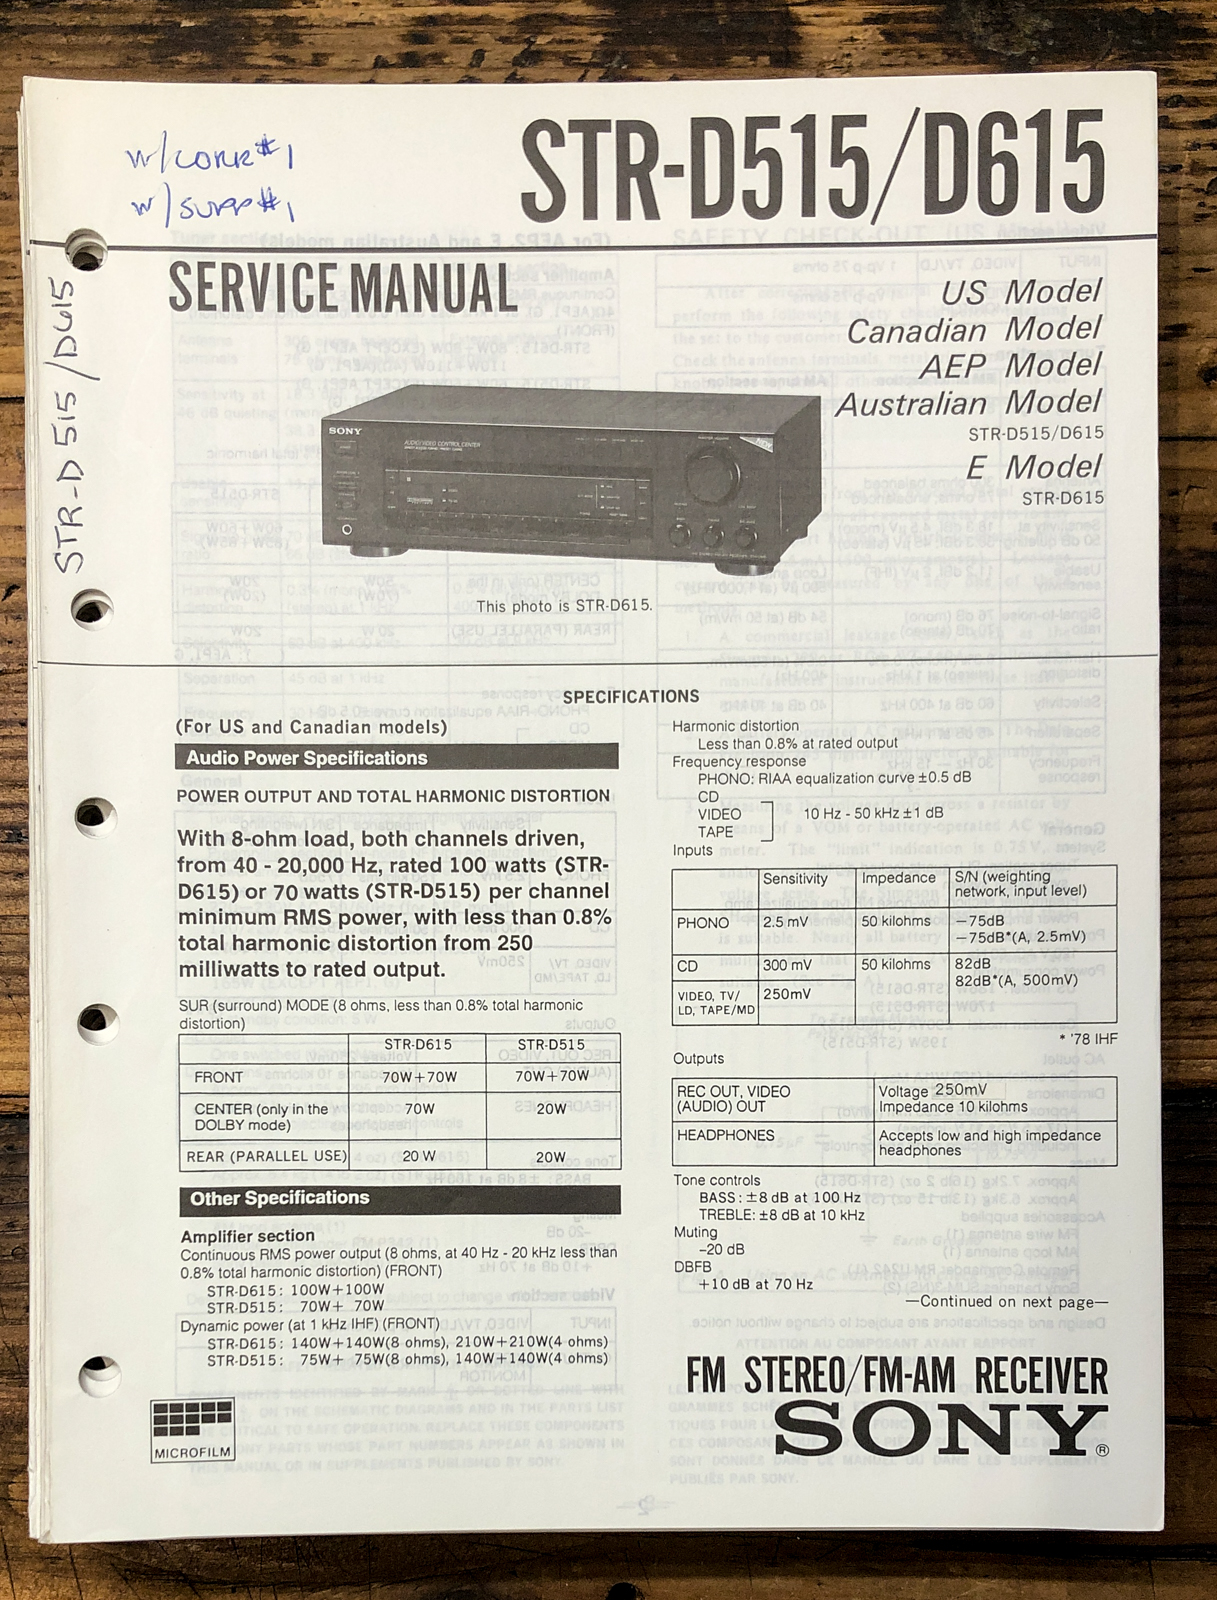 w/CORR#1
w/SUPP#1
STR-D515/D615
STR-D 515/D615
SERVICE MANUAL
US Model
Canadian Model
AEP Model
Australian Model
STR-D515/D615
E Model
STR-D615
SONY
AUDIO/VIDEO CONTROL CENTER
This photo is STR-D615.
SPECIFICATIONS
(For US and Canadian models)
Audio Power Specifications
POWER OUTPUT AND TOTAL HARMONIC DISTORTION
With 8-ohm load, both channels driven,
from 40 - 20,000 Hz, rated 100 watts (STR-
D615) or 70 watts (STR-D515) per channel
minimum RMS power, with less than 0.8%
total harmonic distortion from 250
milliwatts to rated output.
SUR (surround) MODE (8 ohms, less than 0.8% total harmonic
distortion)
STR-D615 STR-D515
FRONT 70W+70W 70W+70W
CENTER (only in the
DOLBY mode) 70W 20W
REAR (PARALLEL USE) 20 W 20W
Other Specifications
Amplifier section
Continuous RMS power output (8 ohms, at 40 Hz - 20 kHz less than
0.8% total harmonic distortion) (FRONT)
STR-D615: 100W+100W
STR-D515: 70W+ 70W
Dynamic power (at 1 kHz IHF) (FRONT)
STR-D615: 140W+140W(8 ohms), 210W+210W(4 ohms)
STR-D515: 75W+ 75W(8 ohms), 140W+140W(4 ohms)
MICROFILM
Harmonic distortion
Less than 0.8% at rated output
Frequency response
PHONO: RIAA equalization curve ±0.5 dB
CD
VIDEO 10 Hz - 50 kHz ±1 dB
TAPE
Inputs
Sensitivity Impedance S/N (weighting
network, input level)
PHONO 2.5 mV 50 kilohms −75dB
−75dB*(A, 2.5mV)
CD 300 mV 50 kilohms 82dB
82dB*(A, 500mV)
VIDEO, TV/
LD, TAPE/MD 250mV
* '78 IHF
Outputs
REC OUT, VIDEO
(AUDIO) OUT Voltage 250mV
Impedance 10 kilohms
HEADPHONES Accepts low and high impedance
headphones
Tone controls
BASS: ±8 dB at 100 Hz
TREBLE: ±8 dB at 10 kHz
Muting
−20 dB
DBFB
+10 dB at 70 Hz
—Continued on next page—
FM STEREO/FM-AM RECEIVER
SONY®